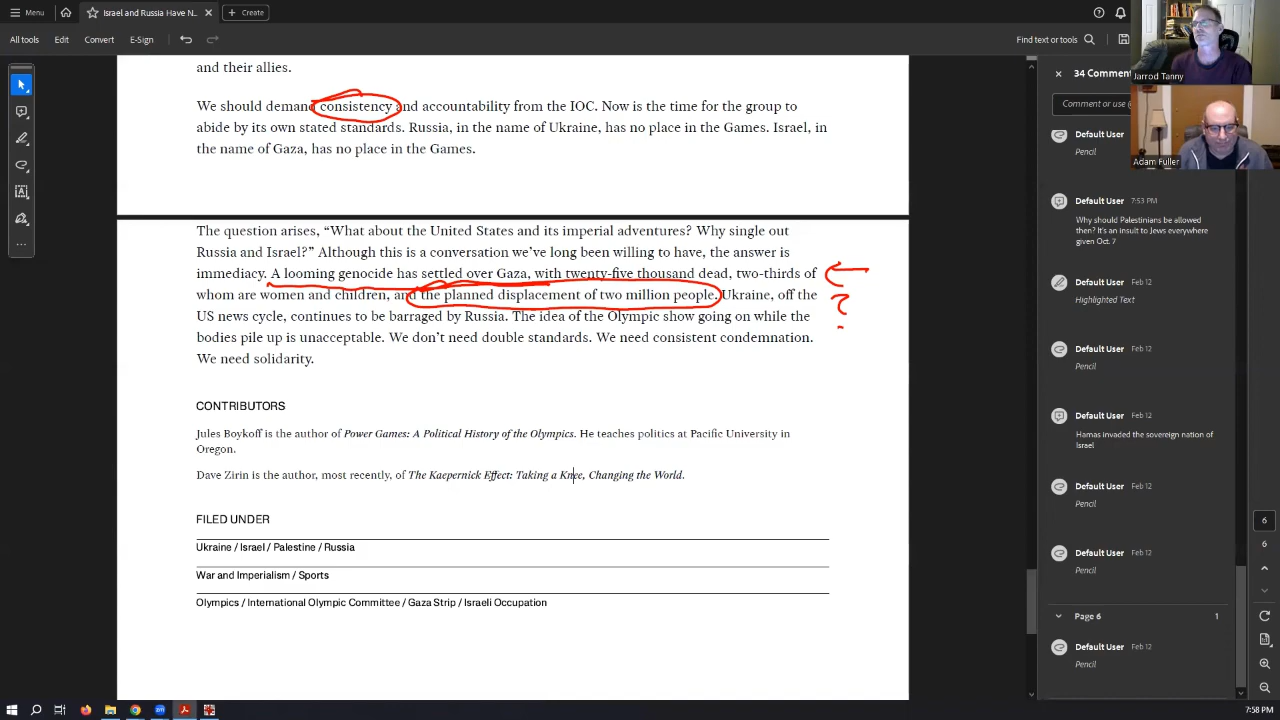 Menu
Israel and Russia Have N...
Create
All tools
Edit
Convert
E-Sign
Find text or tools
Jarrod Tanny
Adam Fuller
and their allies.
We should demand consistency and accountability from the IOC. Now is the time for the group to
abide by its own stated standards. Russia, in the name of Ukraine, has no place in the Games. Israel, in
the name of Gaza, has no place in the Games.
The question arises, “What about the United States and its imperial adventures? Why single out
Russia and Israel?” Although this is a conversation we’ve long been willing to have, the answer is
immediacy. A looming genocide has settled over Gaza, with twenty-five thousand dead, two-thirds of
whom are women and children, and the planned displacement of two million people. Ukraine, off the
US news cycle, continues to be barraged by Russia. The idea of the Olympic show going on while the
bodies pile up is unacceptable. We don’t need double standards. We need consistent condemnation.
We need solidarity.
?
CONTRIBUTORS
Jules Boykoff is the author of Power Games: A Political History of the Olympics. He teaches politics at Pacific University in
Oregon.
Dave Zirin is the author, most recently, of The Kaepernick Effect: Taking a Knee, Changing the World.
FILED UNDER
Ukraine / Israel / Palestine / Russia
War and Imperialism / Sports
Olympics / International Olympic Committee / Gaza Strip / Israeli Occupation
34 Comme
Comment or use
Default User
Pencil
Default User 7:53 PM
Why should Palestinians be allowed
then? It's an insult to Jews everywhere
given Oct. 7
Default User Feb 12
Highlighted Text
Default User Feb 12
Pencil
Default User Feb 12
Hamas invaded the sovereign nation of
Israel
Default User Feb 12
Pencil
Default User Feb 12
Pencil
Page 6 1
Default User Feb 12
Pencil
6
6
7:58 PM